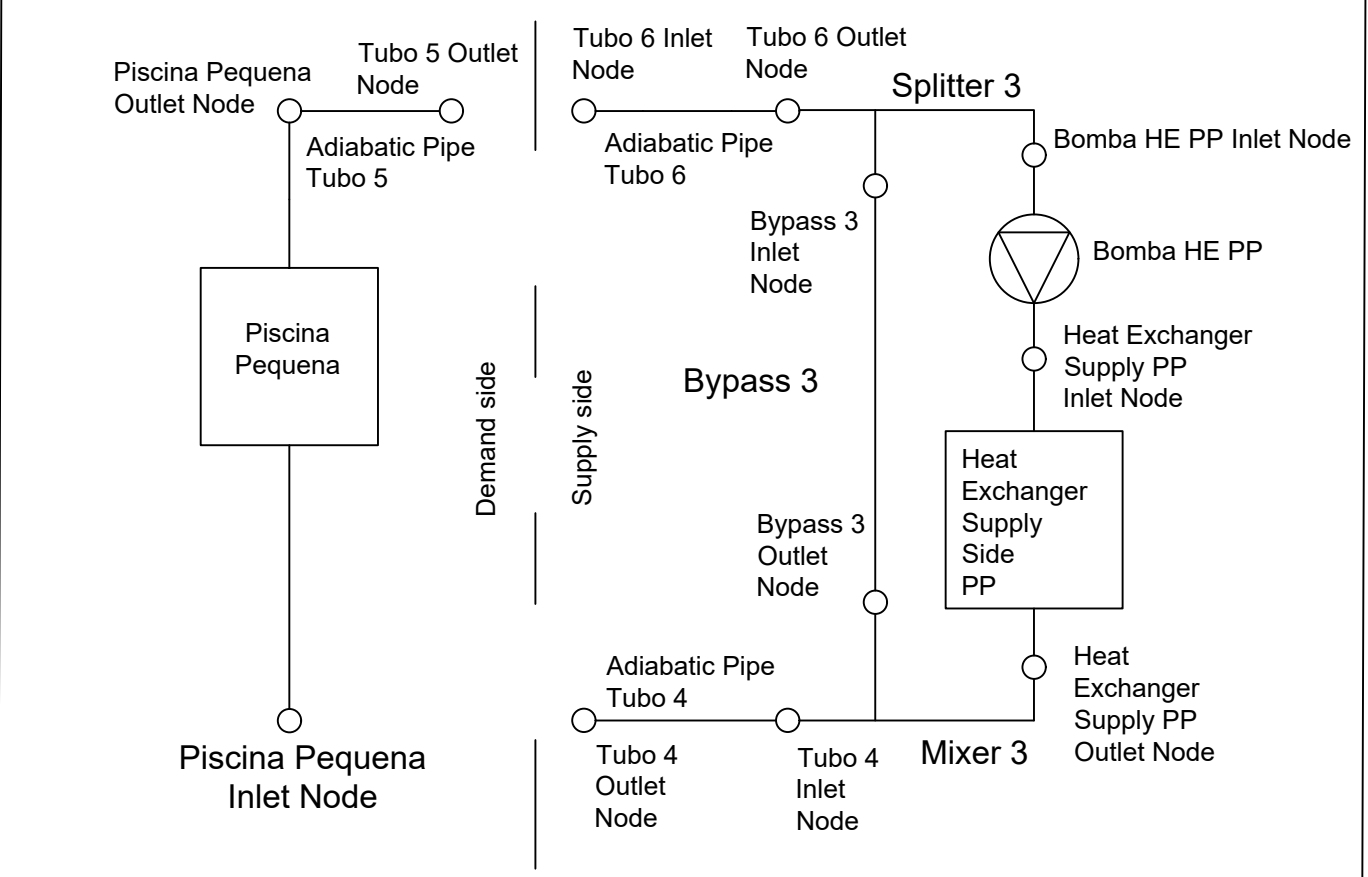 Piscina Pequena
Outlet Node
Tubo 5 Outlet
Node
Adiabatic Pipe
Tubo 5
Piscina
Pequena
Piscina Pequena
Inlet Node
Demand side
Supply side
Tubo 6 Inlet
Node
Tubo 6 Outlet
Node
Adiabatic Pipe
Tubo 6
Splitter 3
Bypass 3
Inlet
Node
Bypass 3
Bypass 3
Outlet
Node
Bomba HE PP Inlet Node
Bomba HE PP
Heat Exchanger
Supply PP
Inlet Node
Heat
Exchanger
Supply
Side
PP
Heat
Exchanger
Supply PP
Outlet Node
Adiabatic Pipe
Tubo 4
Tubo 4
Outlet
Node
Tubo 4
Inlet
Node
Mixer 3